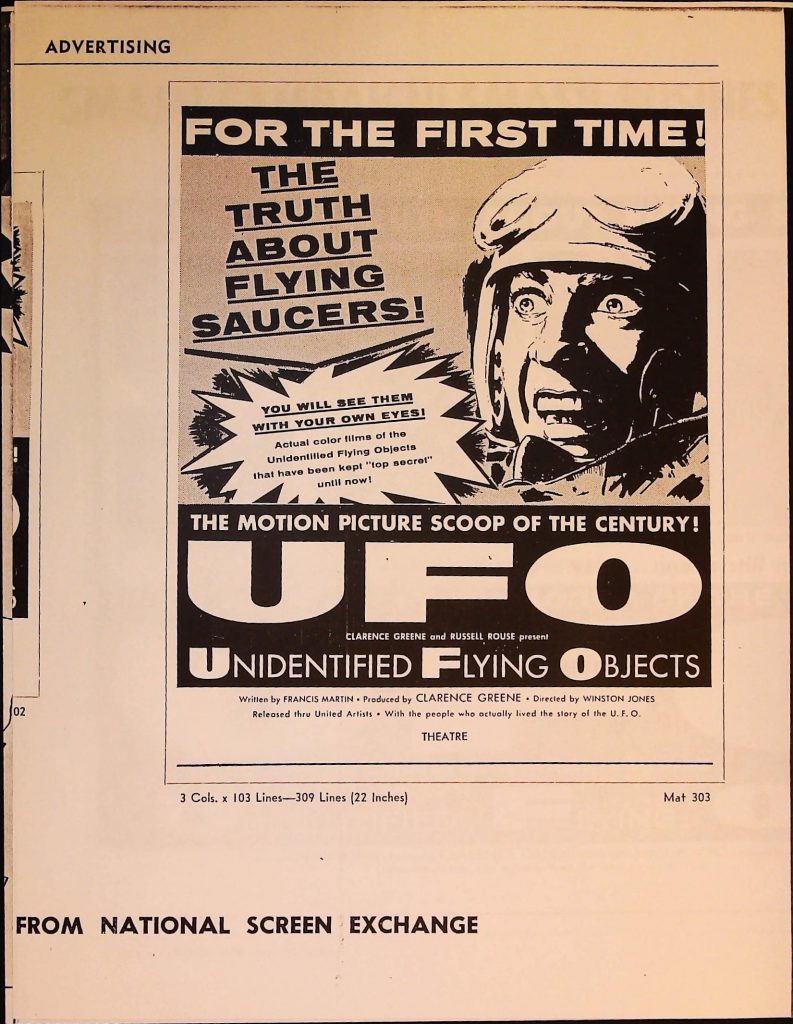 ADVERTISING
FOR THE FIRST TIME!
THE
TRUTH
ABOUT
FLYING
SAUCERS!
YOU WILL SEE THEM
WITH YOUR OWN EYES!
Actual color films of the
Unidentified Flying Objects
that have been kept "top secret"
until now!
THE MOTION PICTURE SCOOP OF THE CENTURY!
UFO
CLARENCE GREENE and RUSSELL ROUSE present
UNIDENTIFIED FLYING OBJECTS
Written by FRANCIS MARTIN • Produced by CLARENCE GREENE • Directed by WINSTON JONES
Released thru United Artists • With the people who actually lived the story of the U. F. O.
THEATRE
02
3 Cols. x 103 Lines—309 Lines (22 Inches)
Mat 303
FROM NATIONAL SCREEN EXCHANGE